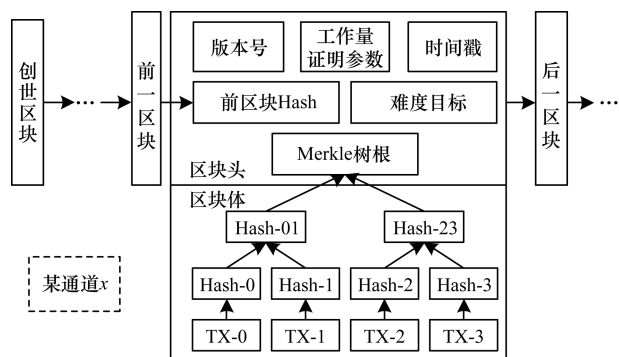 创世区块
…
前一区块
版本号
工作量
证明参数
时间戳
前区块Hash
难度目标
Merkle树根
区块头
后一区块
…
区块体
Hash-01
Hash-23
Hash-0
Hash-1
Hash-2
Hash-3
TX-0
TX-1
TX-2
TX-3
某通道x